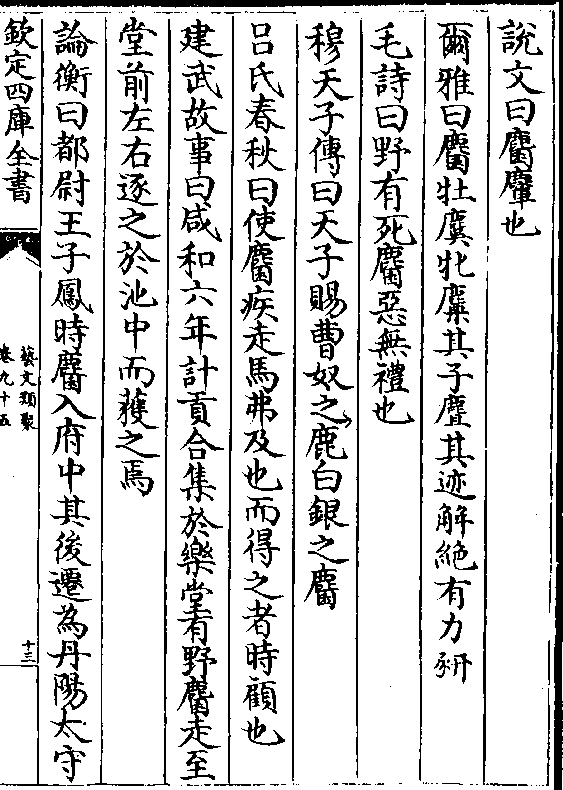 說文曰麕麞也
爾雅曰麕牡麌牝麜其子麆其迹解絶有力豜
毛詩曰野有死麕惡無禮也
穆天子傳曰天子賜曹奴之鹿白銀之麕
吕氏春秋曰使麕疾走馬弗及也而得之者時顧也
建武故事曰咸和六年計貢合集於樂堂有野麕走至
堂前左右逐之於池中而獲之焉
論衡曰都尉王子鳳時麕入府中其後遷為丹陽太守
欽定四庫全書
藝文類聚
卷九十五
十三